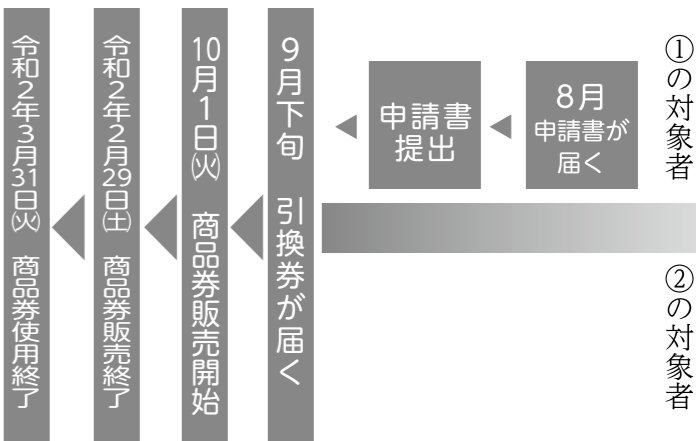 ①の対象者
8月
申請書が
届く
申請書
提出
②の対象者
9月下旬 引換券が届く
10月1日㈫ 商品券販売開始
令和2年2月29日㈯ 商品券販売終了
令和2年3月31日㈫ 商品券使用終了